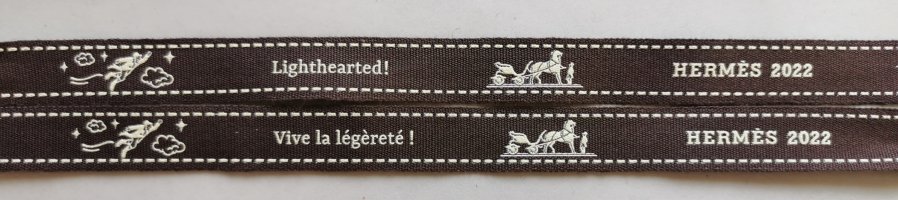 Lighthearted! HERMÈS 2022
Vive la légèreté ! HERMÈS 2022